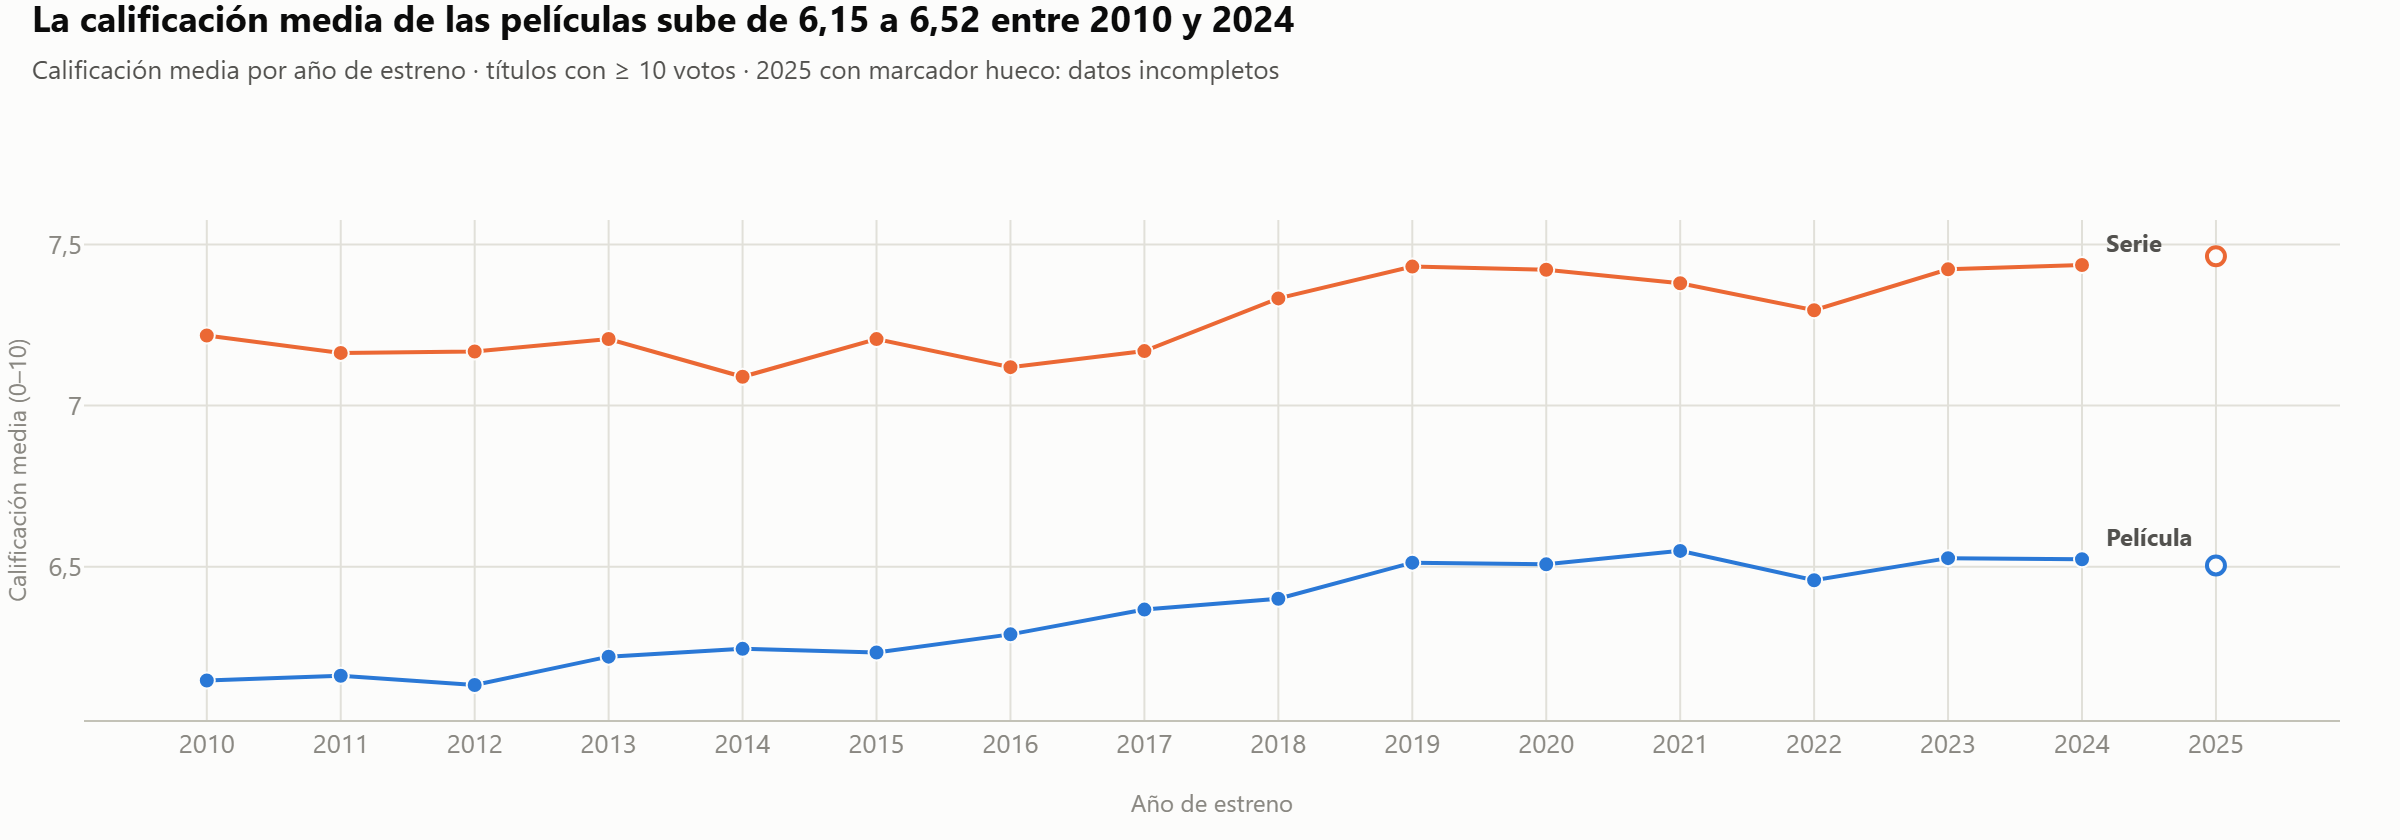 La calificación media de las películas sube de 6,15 a 6,52 entre 2010 y 2024
Calificación media por año de estreno · títulos con ≥ 10 votos · 2025 con marcador hueco: datos incompletos
Calificación media (0–10)
7,5
7
6,5
Serie
Película
2010 2011 2012 2013 2014 2015 2016 2017 2018 2019 2020 2021 2022 2023 2024 2025
Año de estreno